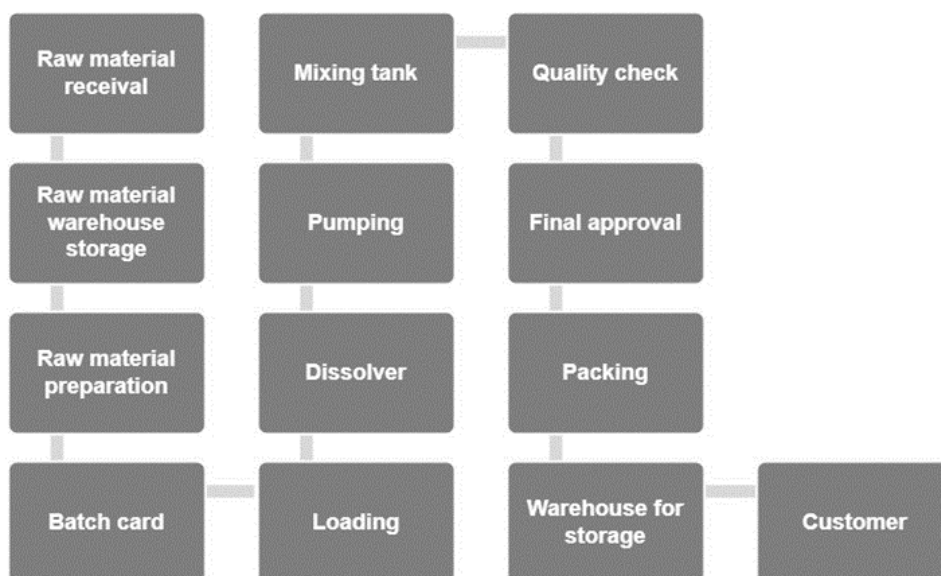 Raw material
receival
Raw material
warehouse
storage
Raw material
preparation
Batch card
Loading
Dissolver
Pumping
Mixing tank
Quality check
Final approval
Packing
Warehouse for
storage
Customer